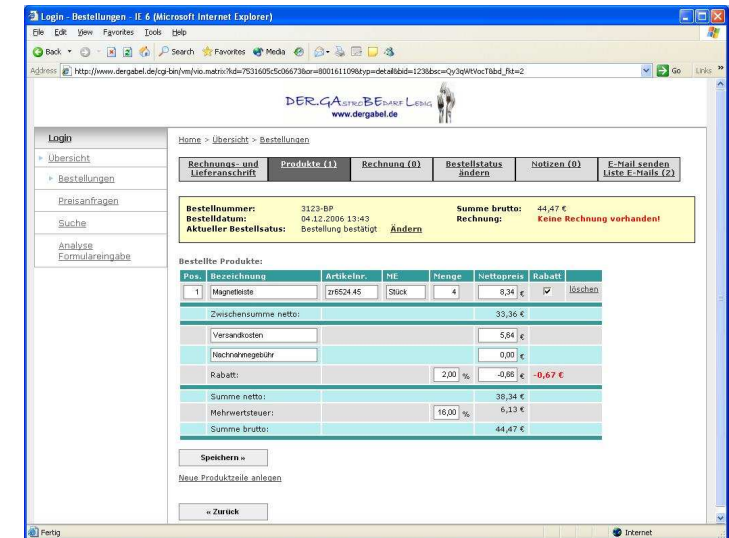 Login - Bestellungen - IE 6 (Microsoft Internet Explorer)
File Edit View Favorites Tools Help
Back Search Favorites Media
Address http://www.dergabel.de/cgi-bin/vm/vio.matrix?kd=7531605c5c06673&or=800161109&typ=detail&bid=123&bsc=Qy3qWtVocT&bd_fkt=2 Go Links »
DER.GASTROBEDARF LEDIG
www.dergabel.de
Login
Übersicht
Bestellungen
Preisanfragen
Suche
Analyse
Formulareingabe
Home > Übersicht > Bestellungen
Rechnungs- und Lieferanschrift Produkte (1) Rechnung (0) Bestellstatus ändern Notizen (0) E-Mail senden Liste E-Mails (2)
Bestellnummer: 3123-BP Summe brutto: 44,47 €
Bestelldatum: 04.12.2006 13:43 Rechnung: Keine Rechnung vorhanden!
Aktueller Bestellsatus: Bestellung bestätigt Ändern
Bestellte Produkte:
Pos. Bezeichnung Artikelnr. ME Menge Nettopreis Rabatt
1 Magnetleiste zr6524.45 Stück 4 8,34 € löschen
Zwischensumme netto: 33,36 €
Versandkosten 5,64 €
Nachnahmegebühr 0,00 €
Rabatt: 2,00 % -0,66 € -0,67 €
Summe netto: 38,34 €
Mehrwertsteuer: 16,00 % 6,13 €
Summe brutto: 44,47 €
Speichern »
Neue Produktzeile anlegen
« Zurück
Fertig Internet